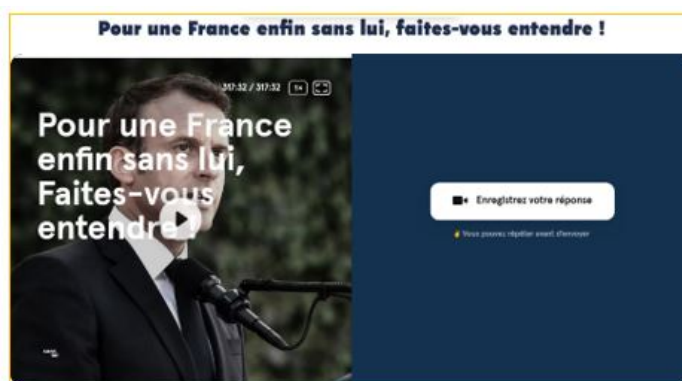 Pour une France enfin sans lui, faites-vous entendre !
317:32 / 317:32
1x
Pour une France
enfin sans lui,
Faites-vous
entendre !
Enregistrez votre réponse
Vous pouvez répéter avant d'envoyer